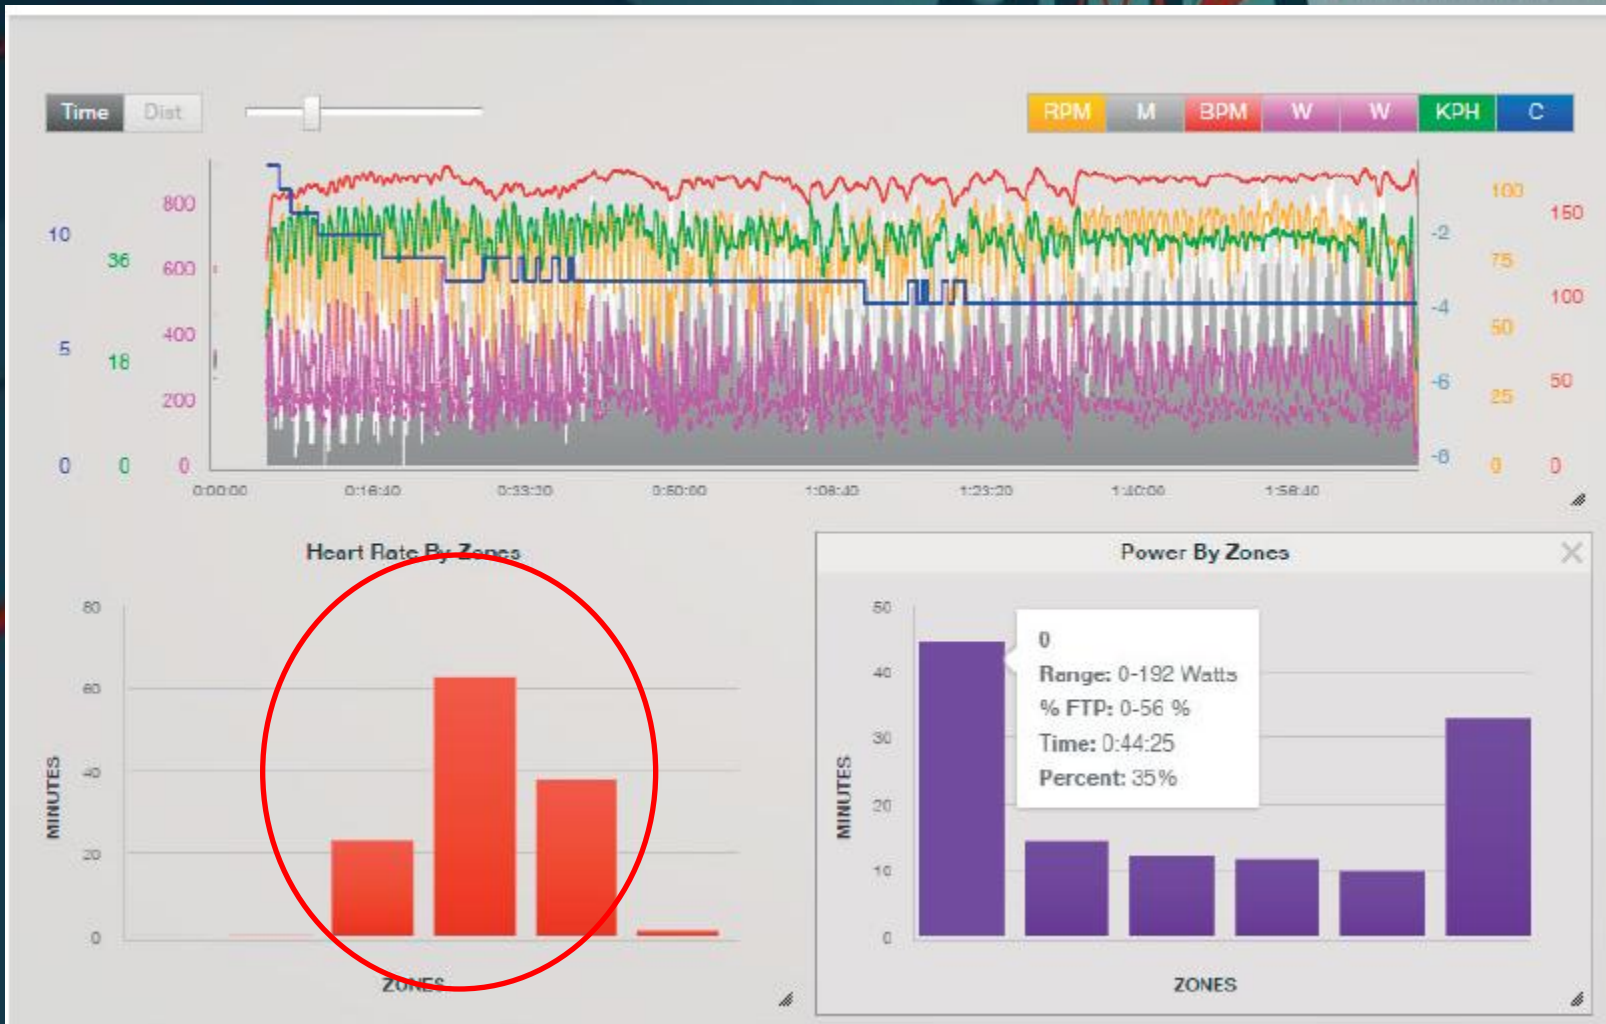 Time Dist
RPM M BPM W W KPH C
800
100
150
10
-2
36
600
75
-4
100
400
50
5
18
-6
50
200
25
0 0 0
-8
0 0
0:00:00 0:16:40 0:33:20 0:50:00 1:06:40 1:23:20 1:40:00 1:56:40
Heart Rate By Zones
80
60
40
20
0
MINUTES
ZONES
Power By Zones
50
40
30
20
10
0
MINUTES
0
Range: 0-192 Watts
% FTP: 0-56 %
Time: 0:44:25
Percent: 35%
ZONES